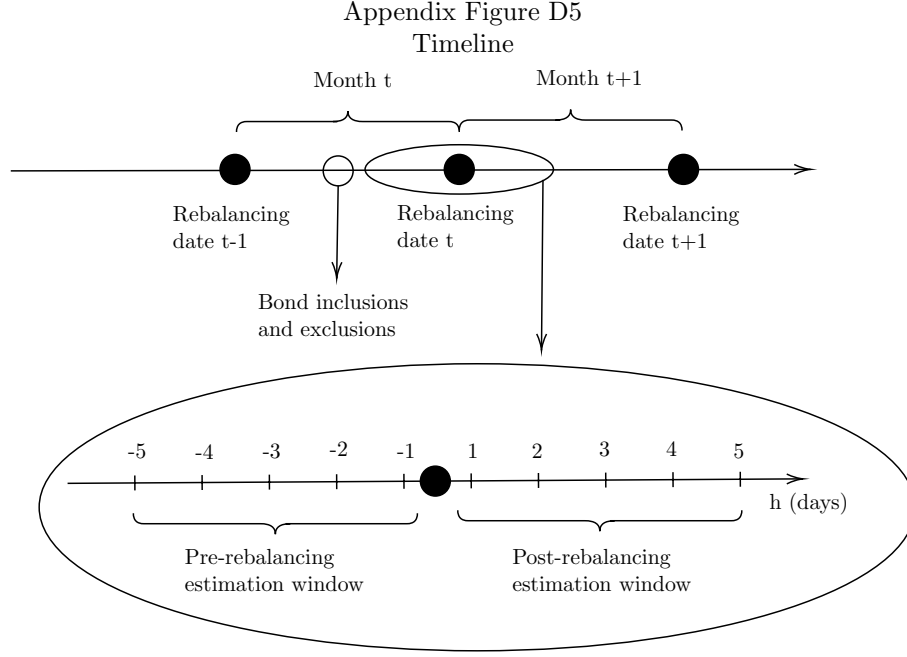 Appendix Figure D5
Timeline
Month t
Month t+1
Rebalancing
date t-1
Rebalancing
date t
Rebalancing
date t+1
Bond inclusions
and exclusions
-5 -4 -3 -2 -1 1 2 3 4 5
h (days)
Pre-rebalancing
estimation window
Post-rebalancing
estimation window